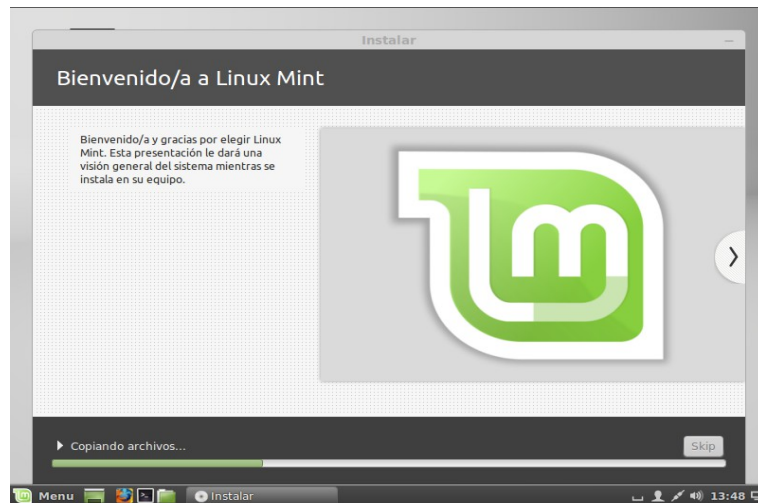 Instalar
Bienvenido/a a Linux Mint
Bienvenido/a y gracias por elegir Linux
Mint. Esta presentación le dará una
visión general del sistema mientras se
instala en su equipo.
Copiando archivos...
Skip
Menu
Instalar
13:48